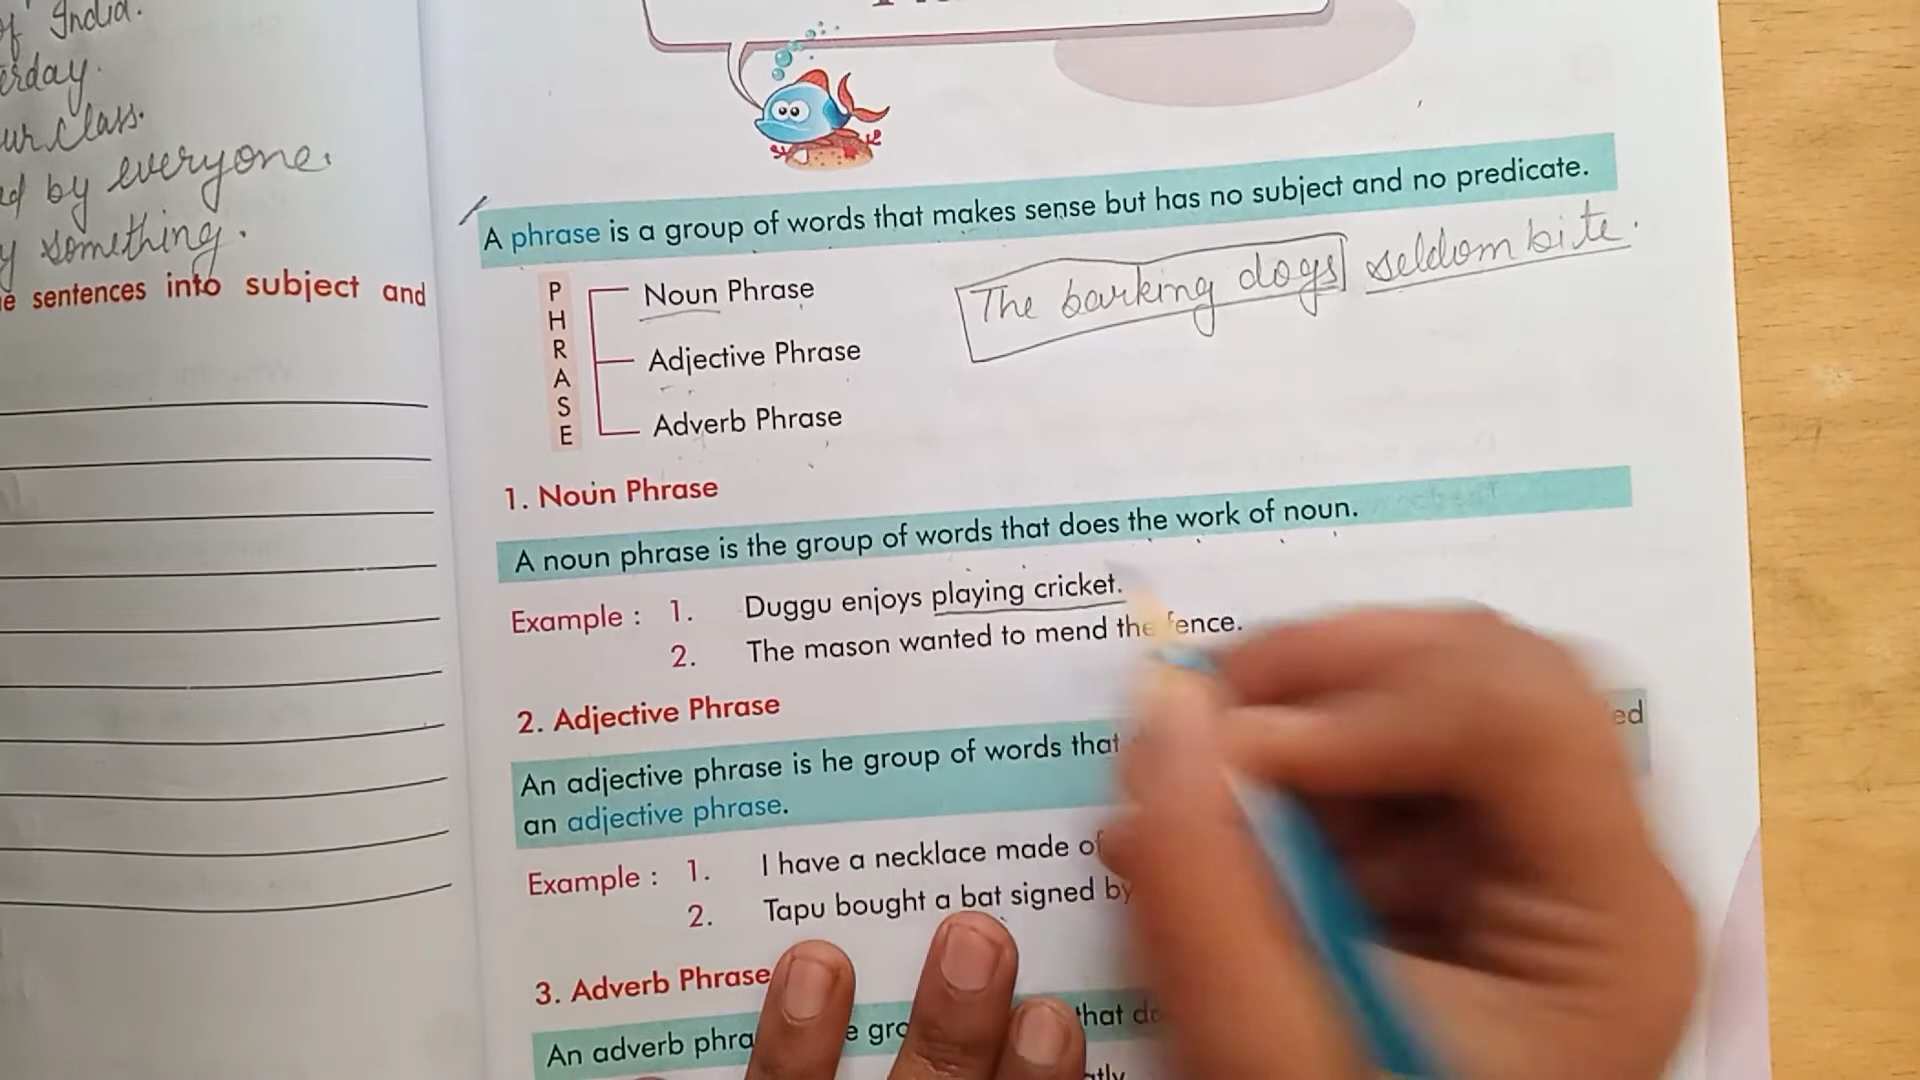 of India.
ur class.
by everyone.
something.
sentences into subject and
A phrase is a group of words that makes sense but has no subject and no predicate.
PHRASE
Noun Phrase
Adjective Phrase
Adverb Phrase
The barking dogs seldom bite.
1. Noun Phrase
A noun phrase is the group of words that does the work of noun.
Example : 1. Duggu enjoys playing cricket.
2. The mason wanted to mend the fence.
2. Adjective Phrase
An adjective phrase is he group of words that
an adjective phrase.
Example : 1. I have a necklace made of
2. Tapu bought a bat signed by
3. Adverb Phrase
An adverb that